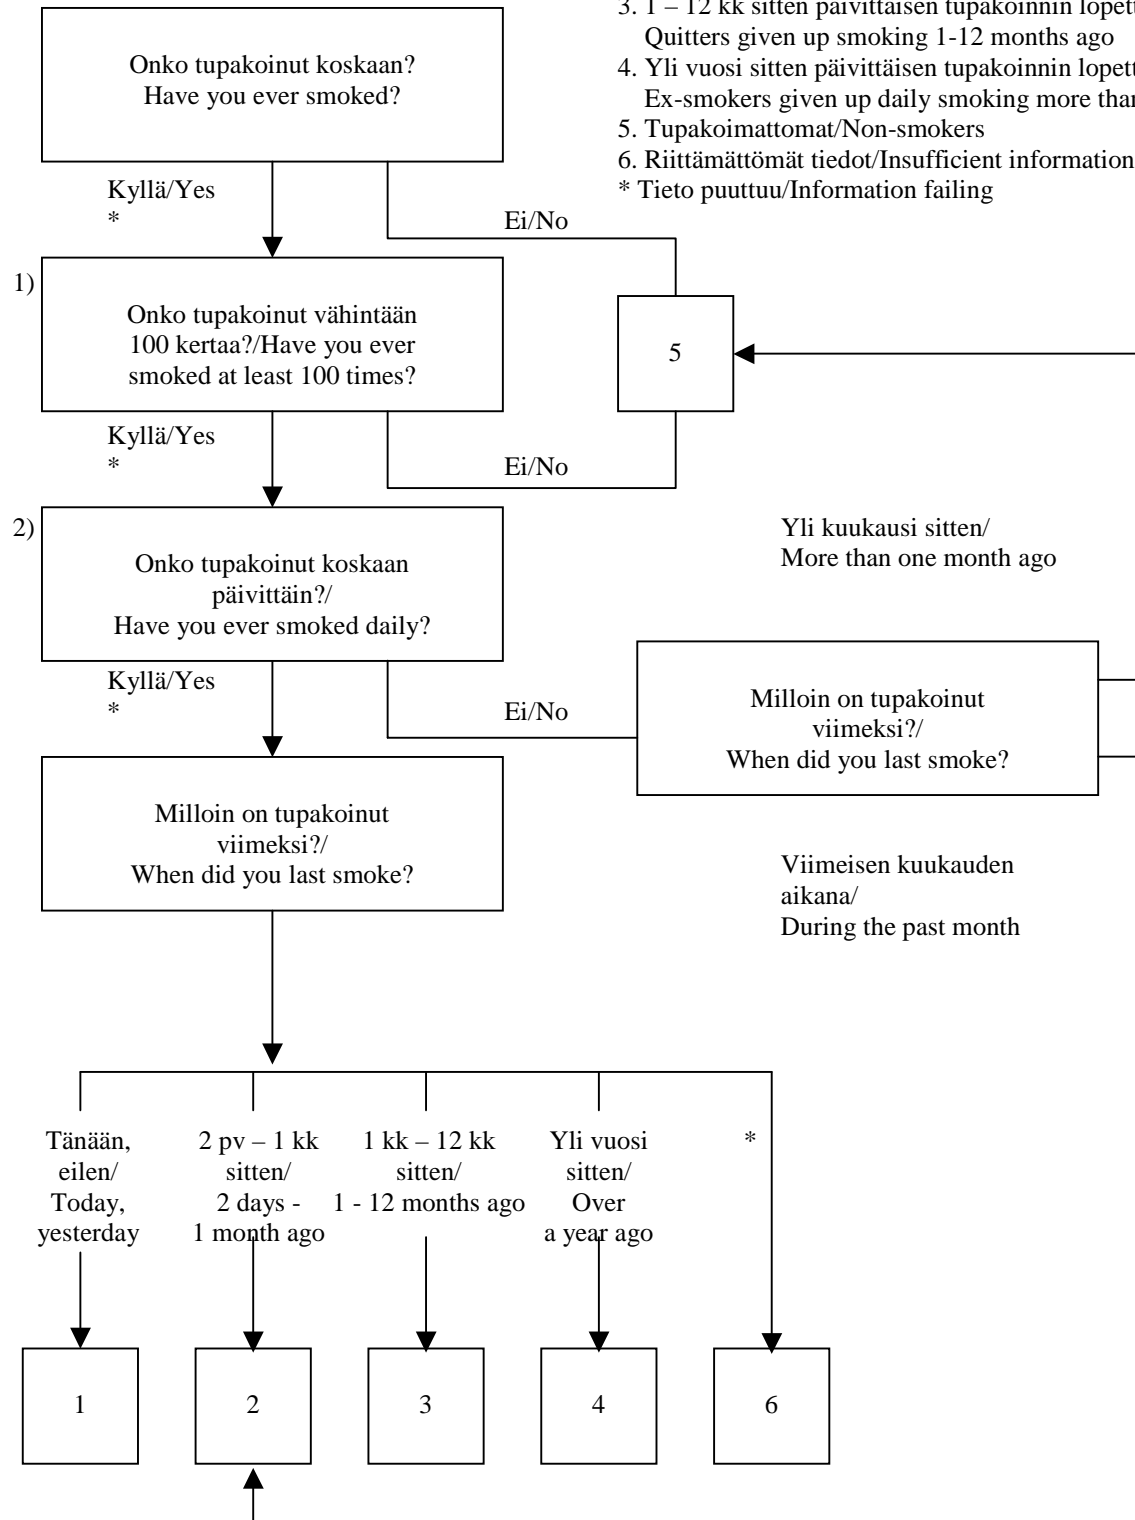 3. 1 – 12 kk sitten päivittäisen tupakoinnin
Quitters given up smoking 1-12 months ago
4. Yli vuosi sitten päivittäisen tupakoinnin
Ex-smokers given up daily smoking more
5. Tupakoimattomat/Non-smokers
6. Riittämättömät tiedot/Insufficient information
* Tieto puuttuu/Information failing
Onko tupakoinut koskaan?
Have you ever smoked?
Kyllä/Yes
*
Ei/No
1)
Onko tupakoinut vähintään
100 kertaa?/Have you ever
smoked at least 100 times?
5
Kyllä/Yes
*
Ei/No
2)
Onko tupakoinut koskaan
päivittäin?/
Have you ever smoked daily?
Yli kuukausi sitten/
More than one month ago
Kyllä/Yes
*
Ei/No
Milloin on tupakoinut
viimeksi?/
When did you last smoke?
Milloin on tupakoinut
viimeksi?/
When did you last smoke?
Viimeisen kuukauden
aikana/
During the past month
Tänään,
eilen/
Today,
yesterday
2 pv – 1 kk
sitten/
2 days -
1 month ago
1 kk – 12 kk
sitten/
1 - 12 months ago
Yli vuosi
sitten/
Over
a year ago
*
1
2
3
4
6